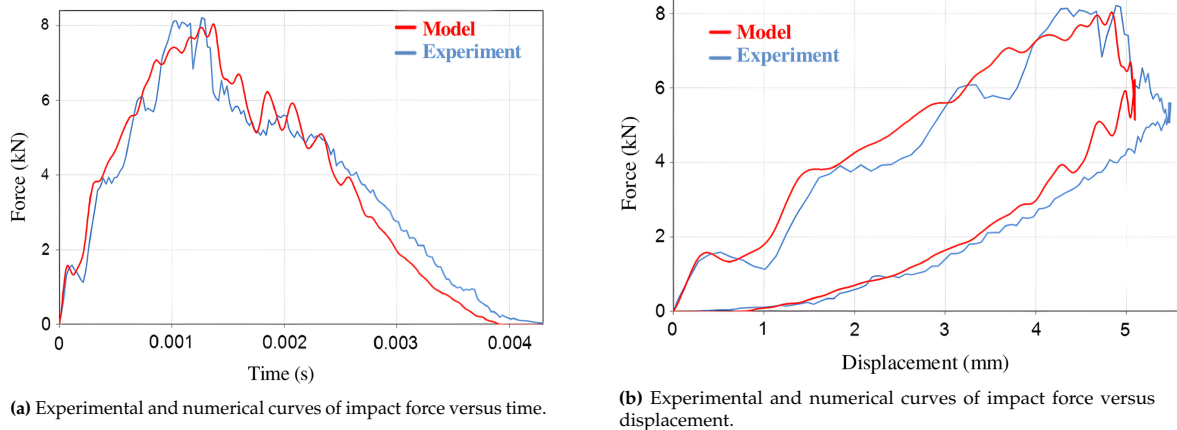 8
6
4
2
0
Force (kN)
Model
Experiment
0
0.001
0.002
0.003
0.004
Time (s)
(a) Experimental and numerical curves of impact force versus time.
8
6
4
2
0
Force (kN)
Model
Experiment
0
1
2
3
4
5
Displacement (mm)
(b) Experimental and numerical curves of impact force versus
displacement.